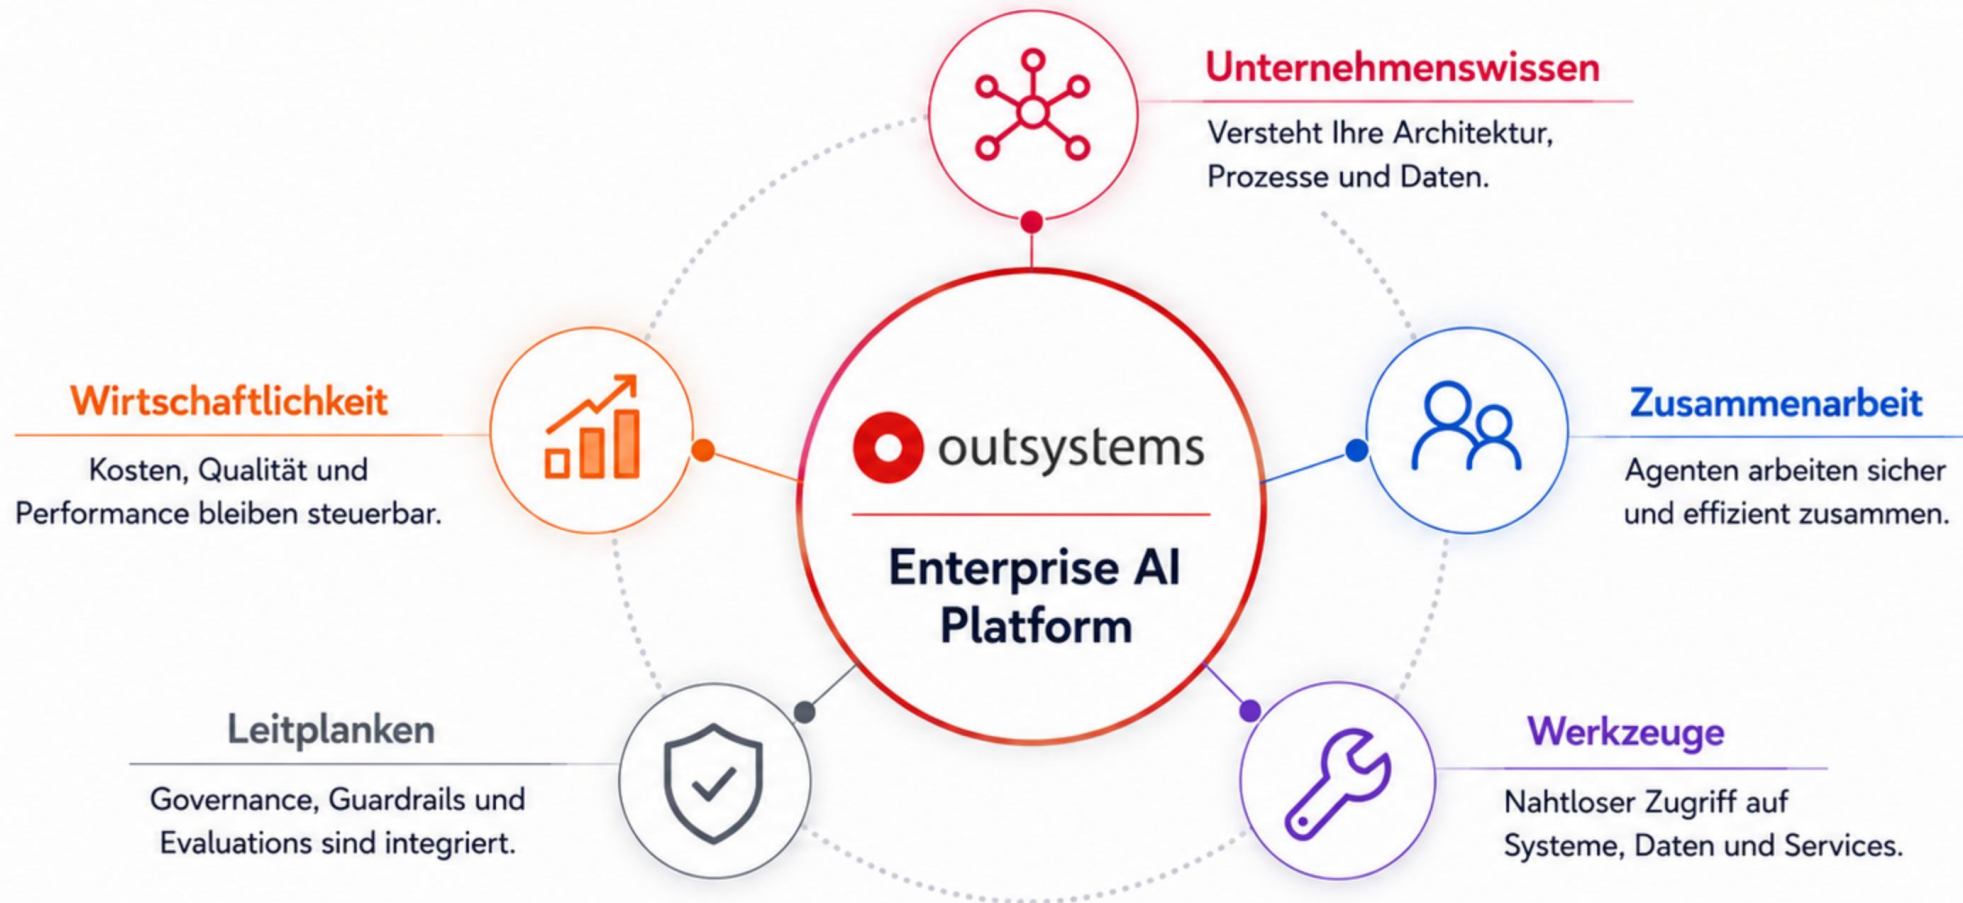 Unternehmenswissen
Versteht Ihre Architektur,
Prozesse und Daten.
Wirtschaftlichkeit
Kosten, Qualität und
Performance bleiben steuerbar.
outsystems
Enterprise AI
Platform
Zusammenarbeit
Agenten arbeiten sicher
und effizient zusammen.
Leitplanken
Governance, Guardrails und
Evaluations sind integriert.
Werkzeuge
Nahtloser Zugriff auf
Systeme, Daten und Services.